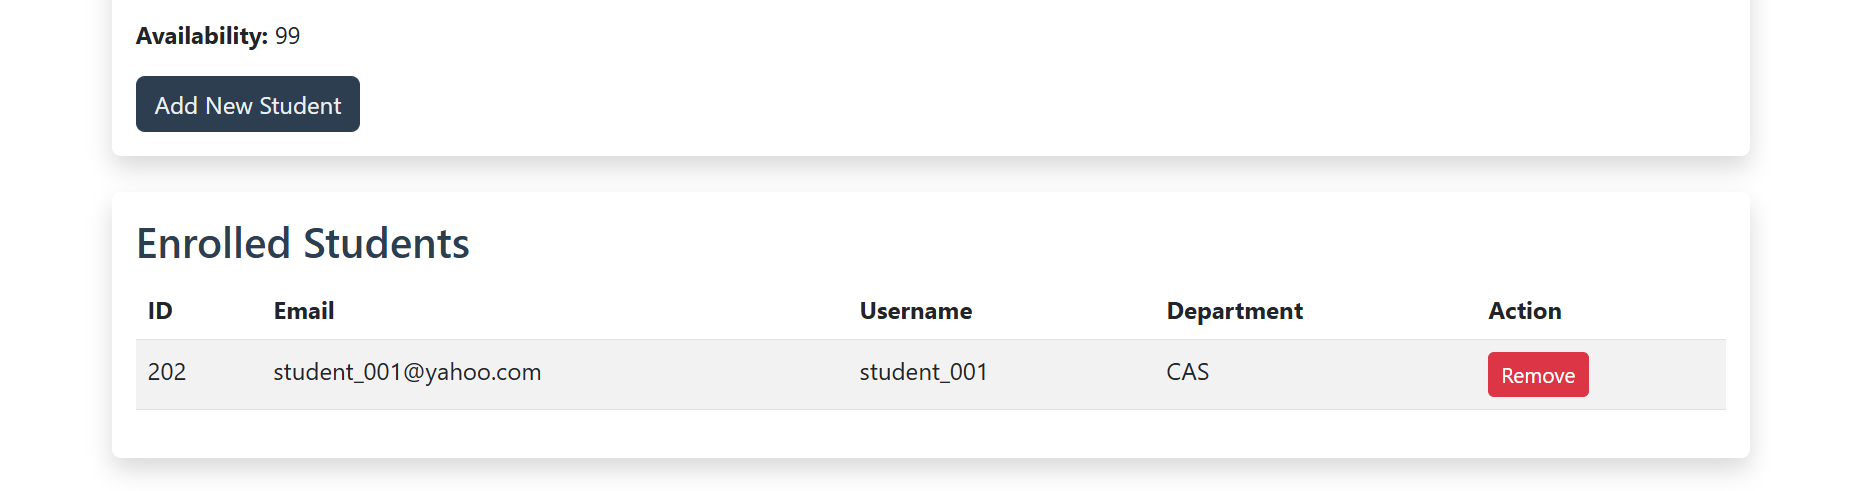 Availability: 99
Add New Student
Enrolled Students
ID Email Username Department Action
202 student_001@yahoo.com student_001 CAS Remove